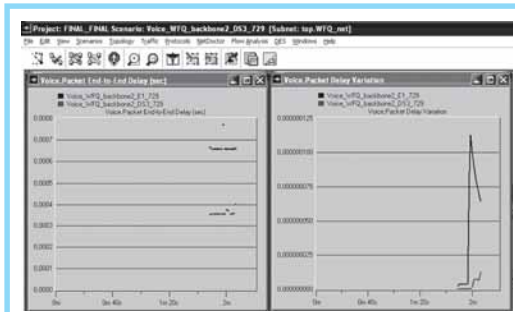 Project: FINAL_FINAL Scenario: Voice_WFQ_backbone2_DS3_729 [Subnet: top.WFQ_net]
File Edit View Scenarios Topology Traffic Protocols NetDoctor Flow Analysis DES Windows Help
Voice.Packet End-to-End Delay (sec)
Voice_WFQ_backbone2_E1_729
Voice_WFQ_backbone2_DS3_729
Voice.Packet End-to-End Delay (sec)
0.0008
0.0007
0.0006
0.0005
0.0004
0.0003
0.0002
0.0001
0.0000
0m 0m 40s 1m 20s 2m
Voice.Packet Delay Variation
Voice_WFQ_backbone2_E1_729
Voice_WFQ_backbone2_DS3_729
Voice.Packet Delay Variation
0.000000125
0.000000100
0.000000075
0.000000050
0.000000025
0.00000000
0m 0m 40s 1m 20s 2m